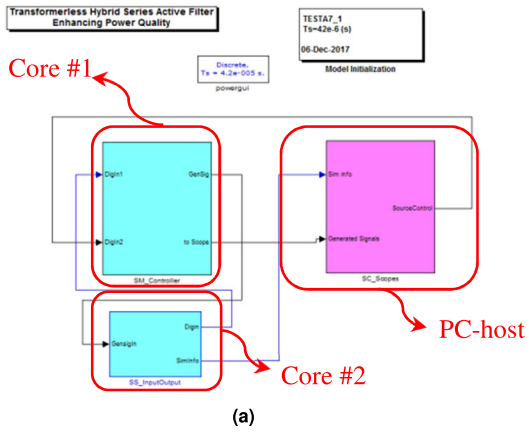 Transformerless Hybrid Series Active Filter
Enhancing Power Quality
TESTA7_1
Ts=42e-6 (s)
06-Dec-2017
Model Initialization
Discrete,
Ts = 4.2e-005 s.
powergui
Core #1
DigIn1
GenSig
DigIn2
to Scope
SM_Controller
Sim info
SourceControl
Generated Signals
SC_Scopes
PC-host
DigIn
GensigIn
SimInfo
SS_InputOutput
Core #2
(a)